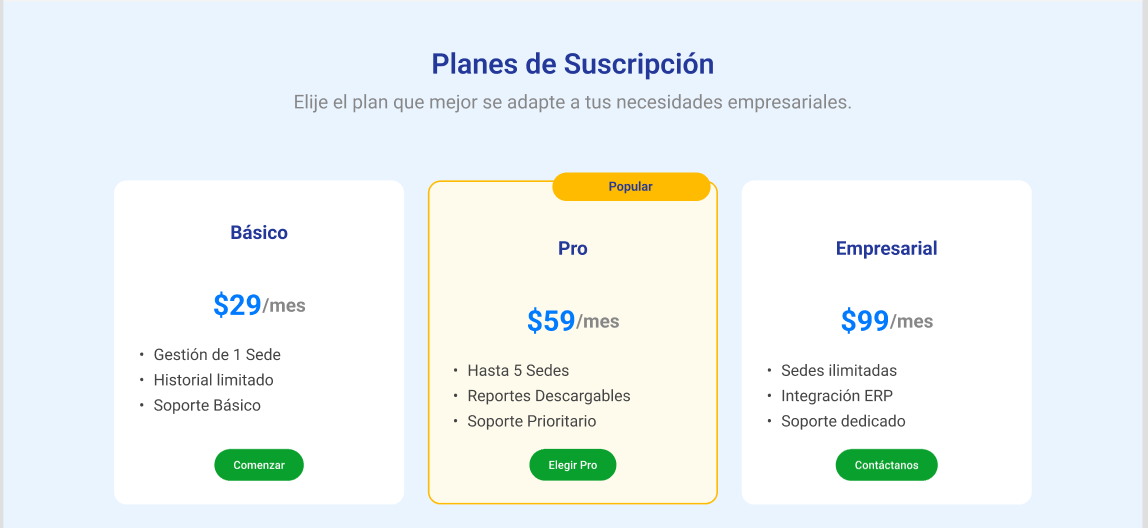 Planes de Suscripción
Elije el plan que mejor se adapte a tus necesidades empresariales.
Básico
$29/mes
• Gestión de 1 Sede
• Historial limitado
• Soporte Básico
Comenzar
Popular
Pro
$59/mes
• Hasta 5 Sedes
• Reportes Descargables
• Soporte Prioritario
Elegir Pro
Empresarial
$99/mes
• Sedes ilimitadas
• Integración ERP
• Soporte dedicado
Contáctanos